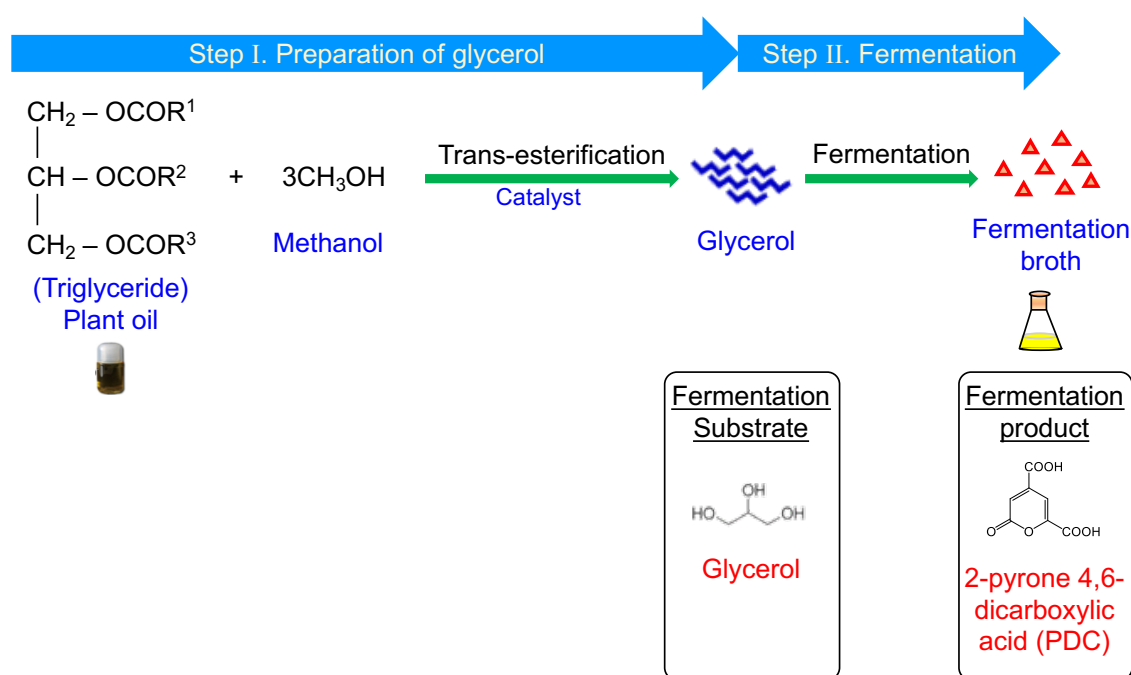 Step I. Preparation of glycerol
Step II. Fermentation
CH₂ – OCOR¹
CH – OCOR²
CH₂ – OCOR³
(Triglyceride)
Plant oil
+
3CH₃OH
Methanol
Trans-esterification
Catalyst
Glycerol
Fermentation
Fermentation
broth
Fermentation
Substrate
OH
HO
OH
Glycerol
Fermentation
product
COOH
O
O
COOH
2-pyrone 4,6-
dicarboxylic
acid (PDC)